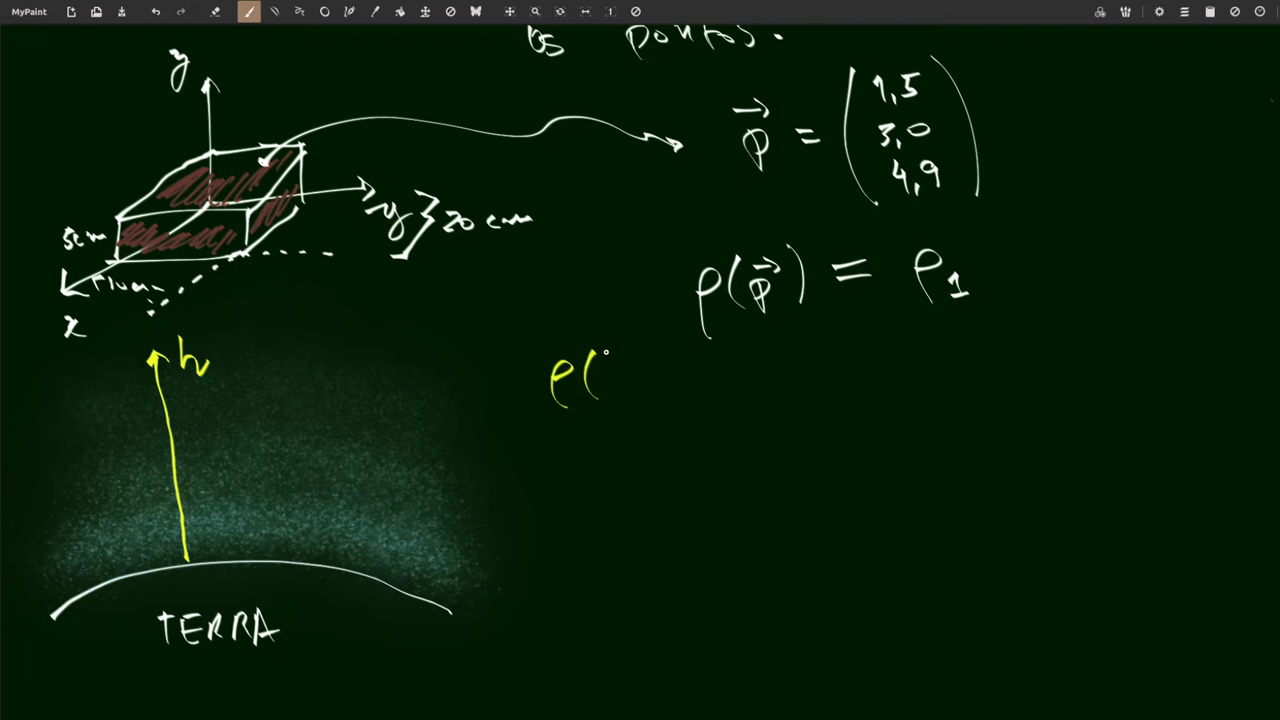 MyPaint
os pontos.
y
p⃗ = (1,5
3,0
4,9)
y } 20 cm
5cm
x
ρ(p⃗) = ρ1
h
ρ(
TERRA